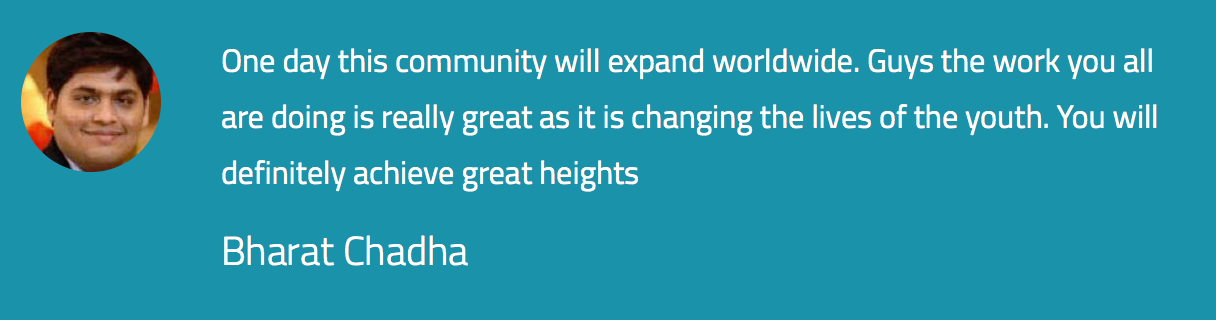 One day this community will expand worldwide. Guys the work you all
are doing is really great as it is changing the lives of the youth. You will
definitely achieve great heights
Bharat Chadha